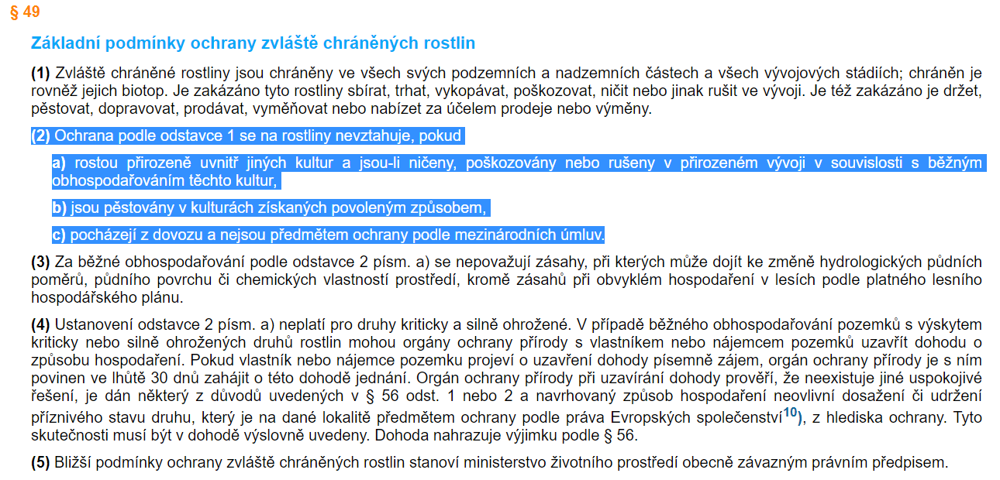 § 49
Základní podmínky ochrany zvláště chráněných rostlin
(1) Zvláště chráněné rostliny jsou chráněny ve všech svých podzemních a nadzemních částech a všech vývojových stádiích; chráněn je
rovněž jejich biotop. Je zakázáno tyto rostliny sbírat, trhat, vykopávat, poškozovat, ničit nebo jinak rušit ve vývoji. Je též zakázáno je držet,
pěstovat, dopravovat, prodávat, vyměňovat nebo nabízet za účelem prodeje nebo výměny.
(2) Ochrana podle odstavce 1 se na rostliny nevztahuje, pokud
a) rostou přirozeně uvnitř jiných kultur a jsou-li ničeny, poškozovány nebo rušeny v přirozeném vývoji v souvislosti s běžným
obhospodařováním těchto kultur,
b) jsou pěstovány v kulturách získaných povoleným způsobem,
c) pocházejí z dovozu a nejsou předmětem ochrany podle mezinárodních úmluv.
(3) Za běžné obhospodařování podle odstavce 2 písm. a) se nepovažují zásahy, při kterých může dojít ke změně hydrologických půdních
poměrů, půdního povrchu či chemických vlastností prostředí, kromě zásahů při obvyklém hospodaření v lesích podle platného lesního
hospodářského plánu.
(4) Ustanovení odstavce 2 písm. a) neplatí pro druhy kriticky a silně ohrožené. V případě běžného obhospodařování pozemků s výskytem
kriticky nebo silně ohrožených druhů rostlin mohou orgány ochrany přírody s vlastníkem nebo nájemcem pozemků uzavřít dohodu o
způsobu hospodaření. Pokud vlastník nebo nájemce pozemku projeví o uzavření dohody písemně zájem, orgán ochrany přírody je s ním
povinen ve lhůtě 30 dnů zahájit o této dohodě jednání. Orgán ochrany přírody při uzavírání dohody prověří, že neexistuje jiné uspokojivé
řešení, je dán některý z důvodů uvedených v § 56 odst. 1 nebo 2 a navrhovaný způsob hospodaření neovlivní dosažení či udržení
příznivého stavu druhu, který je na dané lokalitě předmětem ochrany podle práva Evropských společenství10), z hlediska ochrany. Tyto
skutečnosti musí být v dohodě výslovně uvedeny. Dohoda nahrazuje výjimku podle § 56.
(5) Bližší podmínky ochrany zvláště chráněných rostlin stanoví ministerstvo životního prostředí obecně závazným právním předpisem.